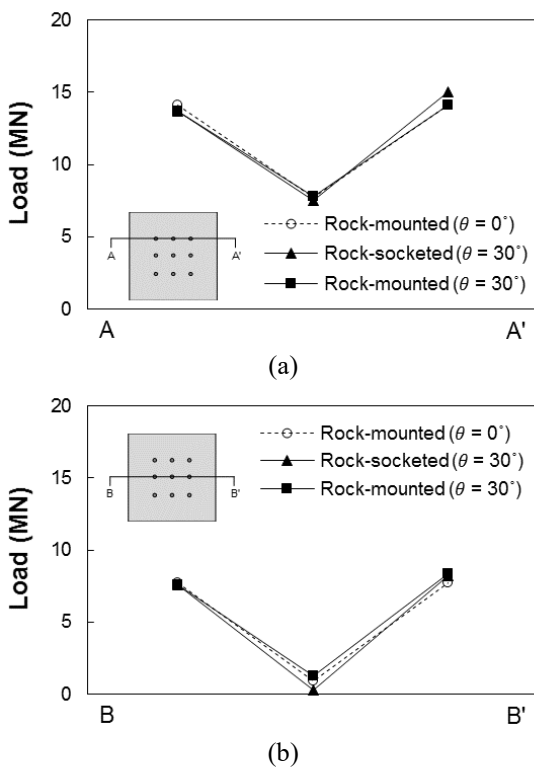 20
15
10
5
0
Load (MN)
A A'
Rock-mounted (θ = 0˚)
Rock-socketed (θ = 30˚)
Rock-mounted (θ = 30˚)
A A'
(a)
20
15
10
5
0
Load (MN)
B B'
Rock-mounted (θ = 0˚)
Rock-socketed (θ = 30˚)
Rock-mounted (θ = 30˚)
B B'
(b)